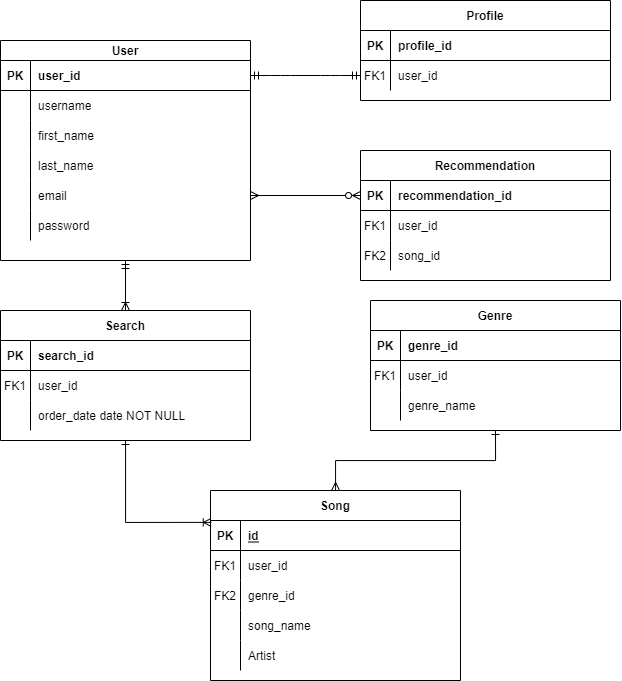 Profile
PK profile_id
FK1 user_id
User
PK user_id
username
first_name
last_name
email
password
Recommendation
PK recommendation_id
FK1 user_id
FK2 song_id
Search
PK search_id
FK1 user_id
order_date date NOT NULL
Genre
PK genre_id
FK1 user_id
genre_name
Song
PK id
FK1 user_id
FK2 genre_id
song_name
Artist